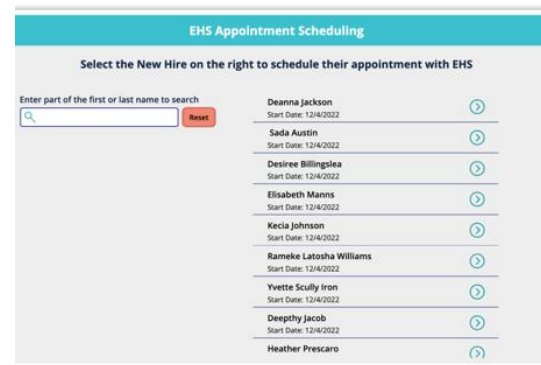 EHS Appointment Scheduling
Select the New Hire on the right to schedule their appointment with EHS
Enter part of the first or last name to search
Reset
Deanna Jackson
Start Date: 12/4/2022
Sada Austin
Start Date: 12/4/2022
Desiree Billingslea
Start Date: 12/4/2022
Elisabeth Manns
Start Date: 12/4/2022
Kecia Johnson
Start Date: 12/4/2022
Rameke Latosha Williams
Start Date: 12/4/2022
Yvette Scully Iron
Start Date: 12/4/2022
Deepthy Jacob
Start Date: 12/4/2022
Heather Prescaro